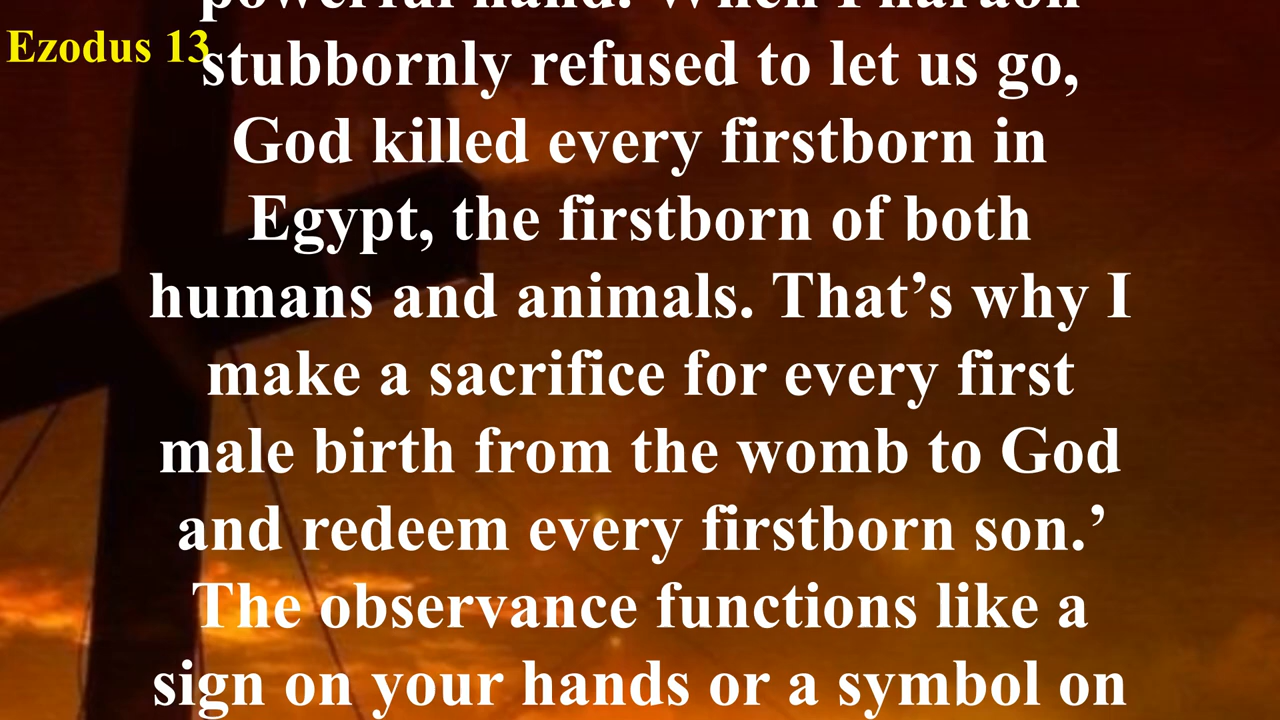 Ezodus 13
powerful hand. When Pharaoh
stubbornly refused to let us go,
God killed every firstborn in
Egypt, the firstborn of both
humans and animals. That’s why I
make a sacrifice for every first
male birth from the womb to God
and redeem every firstborn son.’
The observance functions like a
sign on your hands or a symbol on